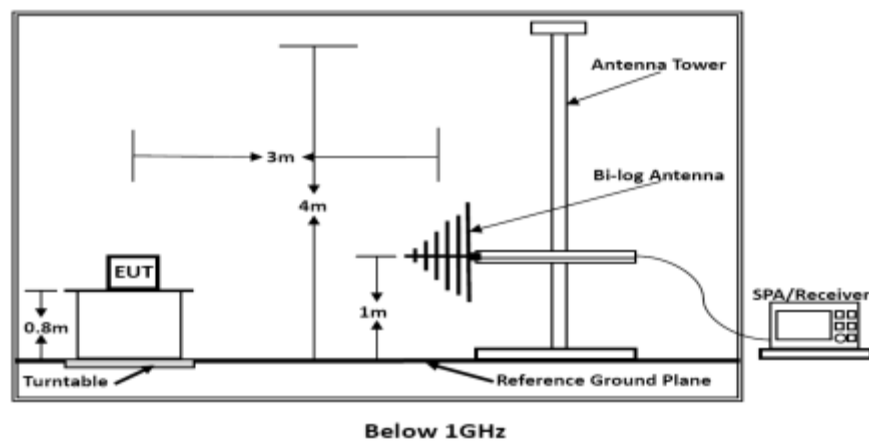 Antenna Tower
3m
Bi-log Antenna
4m
EUT
SPA/Receiver
0.8m
1m
Turntable
Reference Ground Plane
Below 1GHz